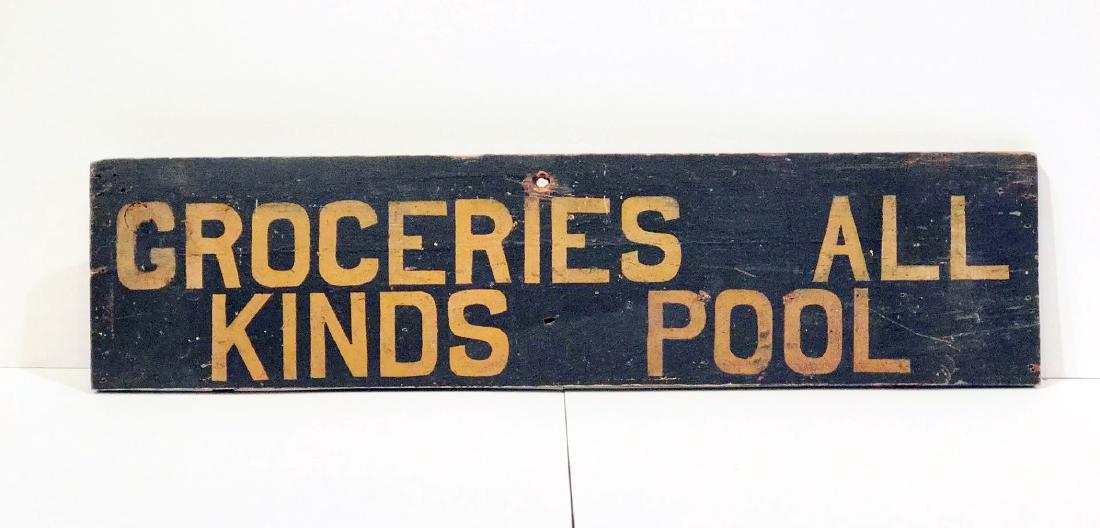 GROCERIES ALL
KINDS POOL